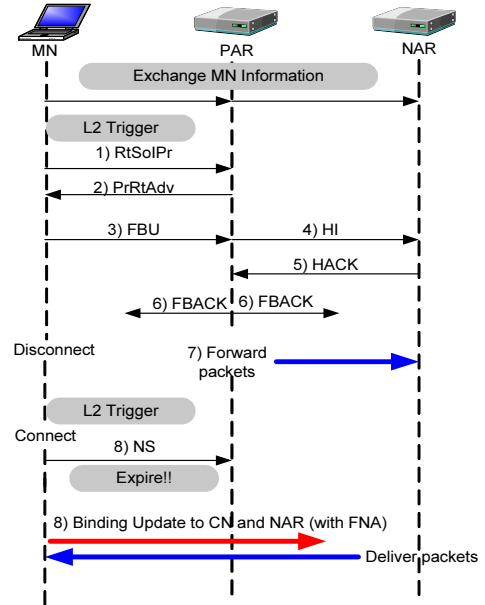 MN
PAR
NAR
Exchange MN Information
L2 Trigger
1) RtSolPr
2) PrRtAdv
3) FBU
4) HI
5) HACK
6) FBACK
6) FBACK
Disconnect
7) Forward
packets
L2 Trigger
Connect
8) NS
Expire!!
8) Binding Update to CN and NAR (with FNA)
Deliver packets